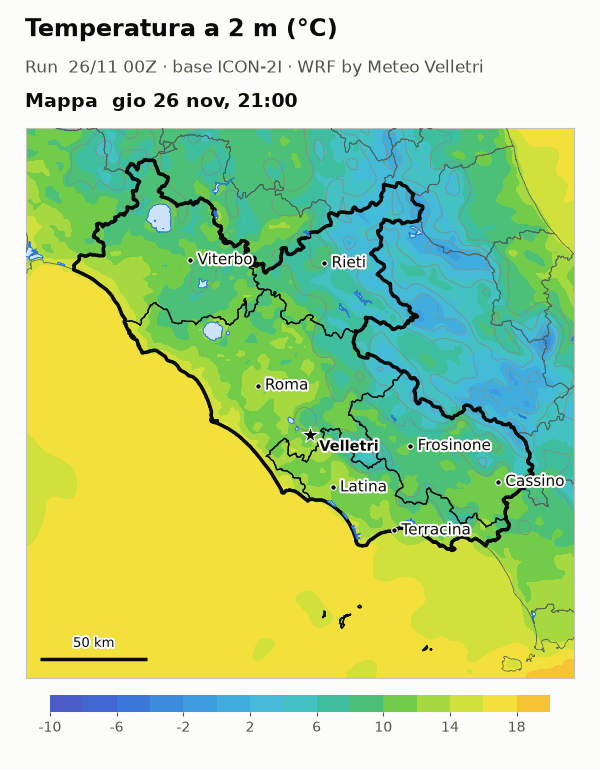 Temperatura a 2 m (°C)
Run 26/11 00Z · base ICON-2I · WRF by Meteo Velletri
Mappa gio 26 nov, 21:00
Viterbo
Rieti
Roma
Velletri
Frosinone
Cassino
Latina
Terracina
50 km
-10 -6 -2 2 6 10 14 18